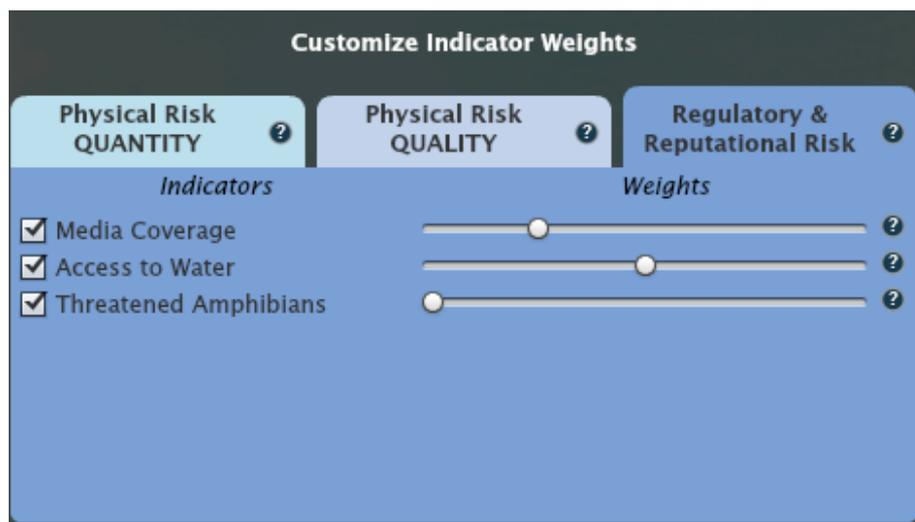 Customize Indicator Weights
Physical Risk
QUANTITY
?
Physical Risk
QUALITY
?
Regulatory &
Reputational Risk
?
Indicators
Weights
Media Coverage
?
Access to Water
?
Threatened Amphibians
?